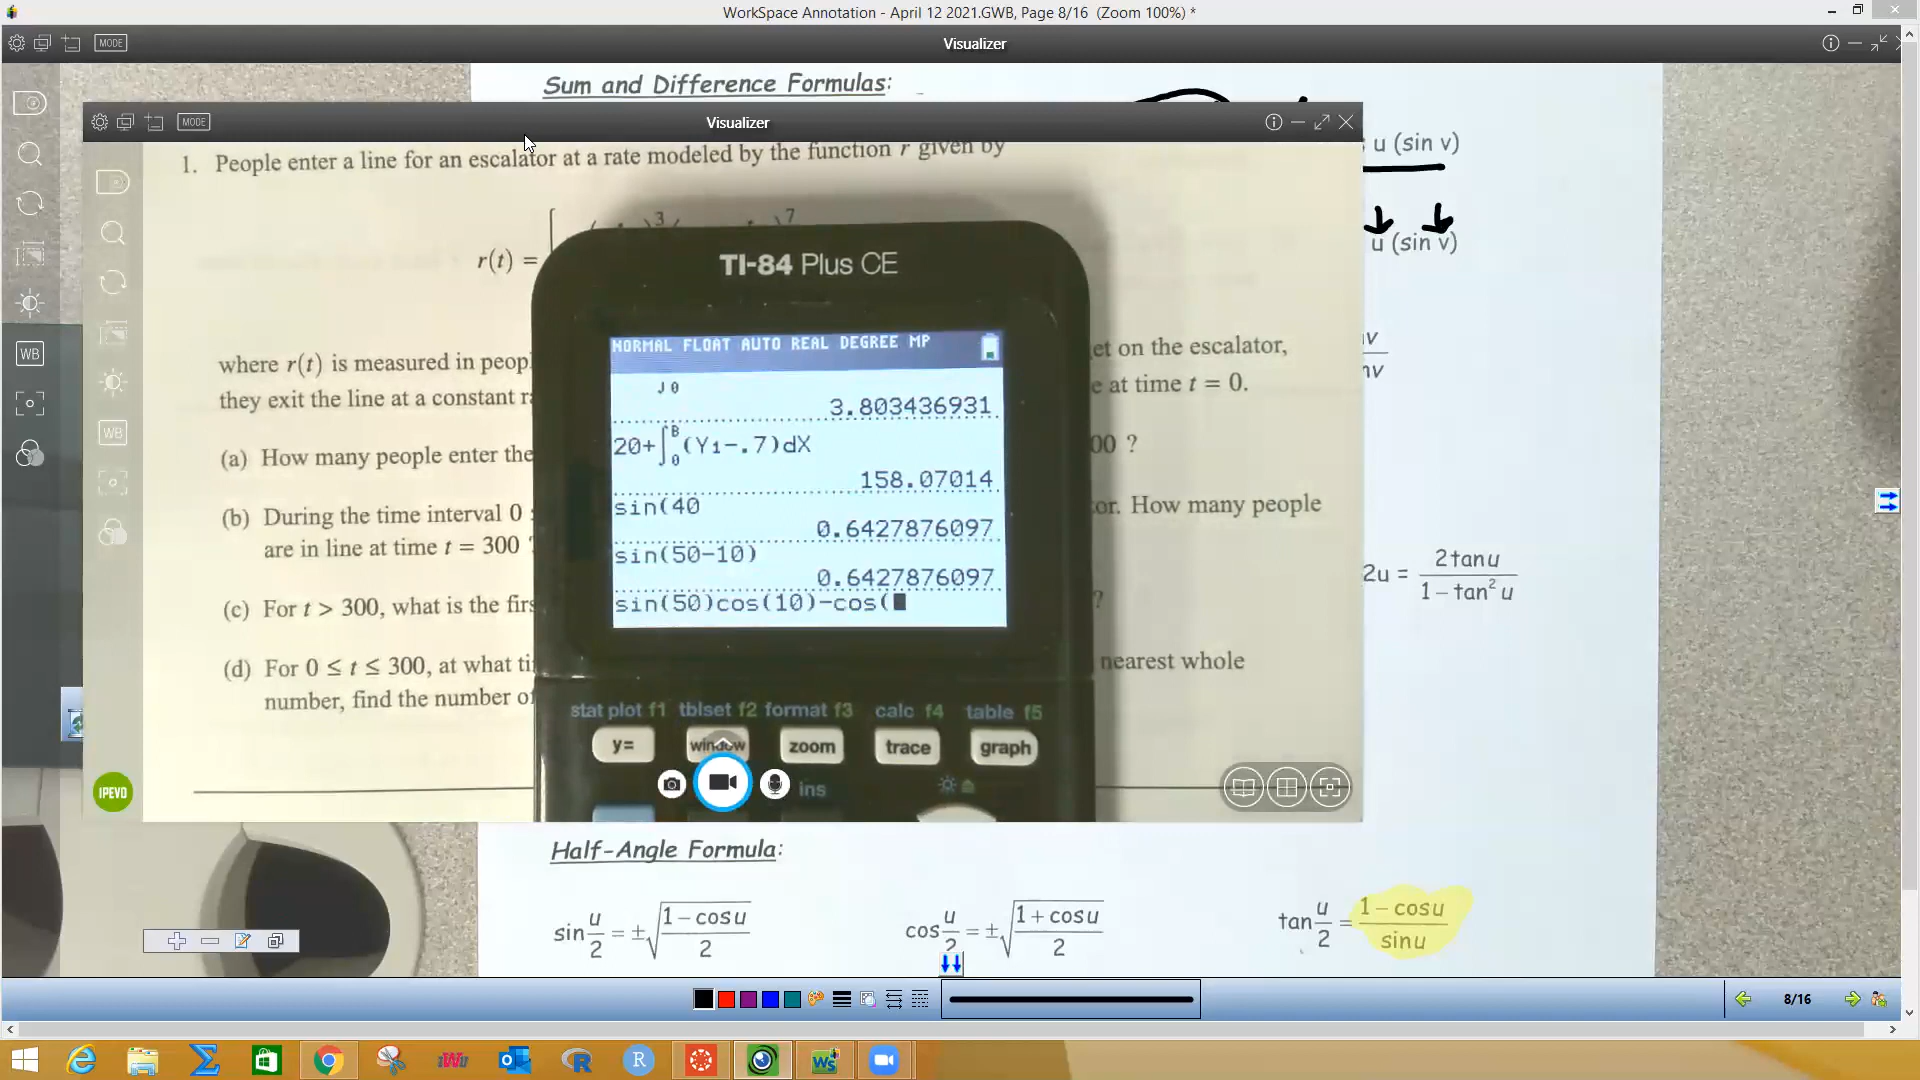 WorkSpace Annotation - April 12 2021.GWB, Page 8/16 (Zoom 100%) *
MODE
Visualizer
Sum and Difference Formulas:
MODE
Visualizer
u (sin v)
u (sin v)
1. People enter a line for an escalator at a rate modeled by the function r given by
3 7
r(t) =
TI-84 Plus CE
NORMAL FLOAT AUTO REAL DEGREE MP
0
3.803436931
20+∫₀ᴮ(Y₁-.7)dX
158.07014
sin(40
0.6427876097
sin(50-10)
0.6427876097
sin(50)cos(10)-cos(
where r(t) is measured in
et on the escalator,
they exit the line at a constant
e at time t = 0.
(a) How many people enter the
00 ?
(b) During the time interval 0
or. How many people
are in line at time t = 300
(c) For t > 300, what is the
?
(d) For 0 ≤ t ≤ 300, at what
nearest whole
number, find the number
2u = 2tanu / 1 – tan² u
WB
WB
stat plot f1 tblset f2 format f3 calc f4 table f5
y= window zoom trace graph
ins
IPEVO
Half-Angle Formula:
sin u/2 = ±√(1 – cosu / 2)
cos u/2 = ±√(1 + cosu / 2)
tan u/2 = 1 – cosu / sinu
8/16